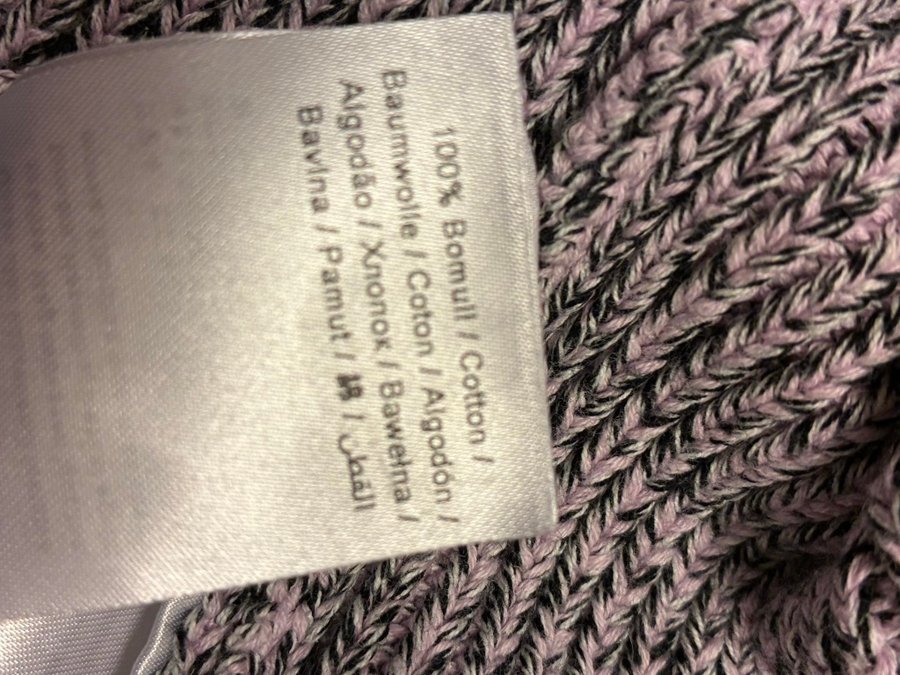 100% Bomull / Cotton /
Baumwolle / Coton / Algodón /
Algodão / Хлопок / Bawełna /
Bavlna / Pamut / 棉 / القطن